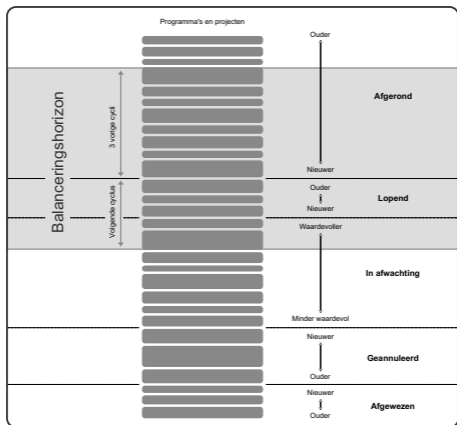 Programma's en projecten
Ouder
Balanceringshorizon
3 vorige cycli
Afgerond
Nieuwer
Volgende cyclus
Ouder
Lopend
Nieuwer
Waardevoller
In afwachting
Minder waardevol
Nieuwer
Geannuleerd
Ouder
Nieuwer
Afgewezen
Ouder